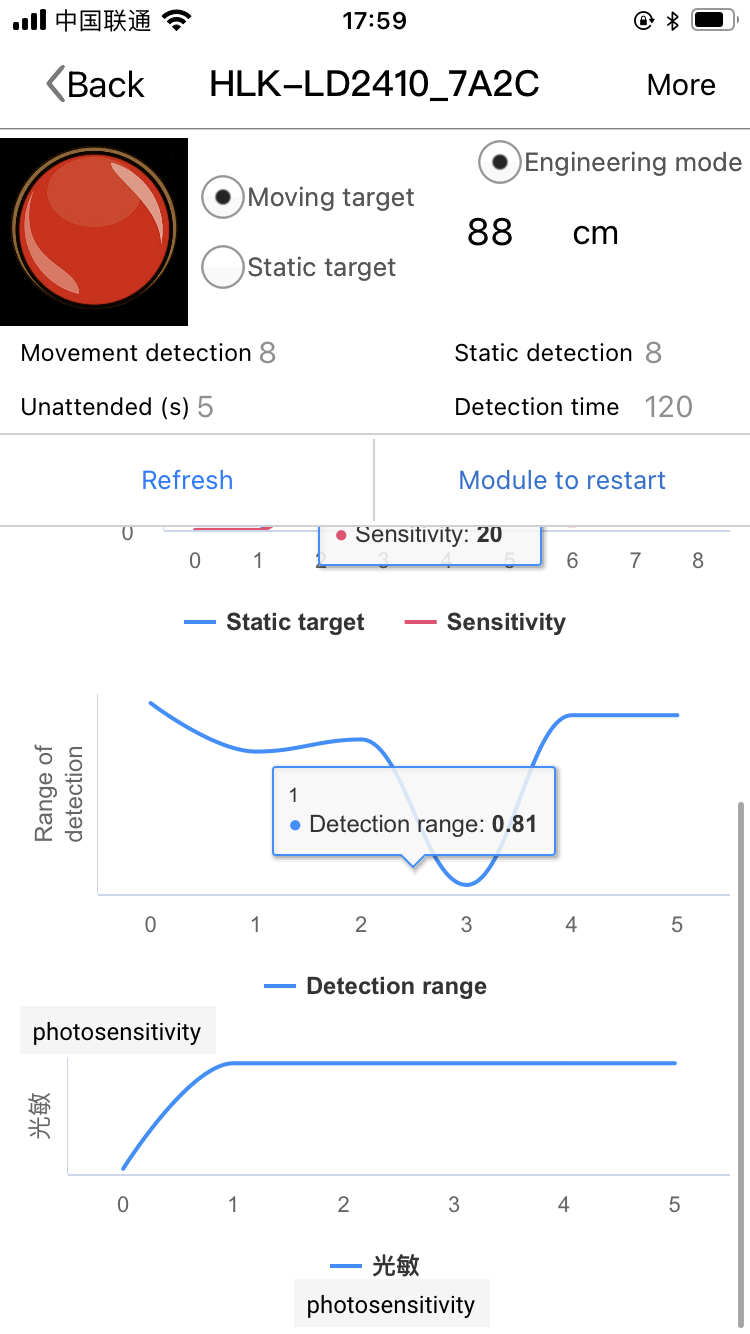 中国联通 17:59
Back HLK-LD2410_7A2C More
Engineering mode
Moving target
88 cm
Static target
Movement detection 8 Static detection 8
Unattended (s) 5 Detection time 120
Refresh Module to restart
0
Sensitivity: 20
0 1 2 3 4 5 6 7 8
Static target Sensitivity
Range of
detection
1
Detection range: 0.81
0 1 2 3 4 5
Detection range
photosensitivity
光敏
0 1 2 3 4 5
光敏
photosensitivity